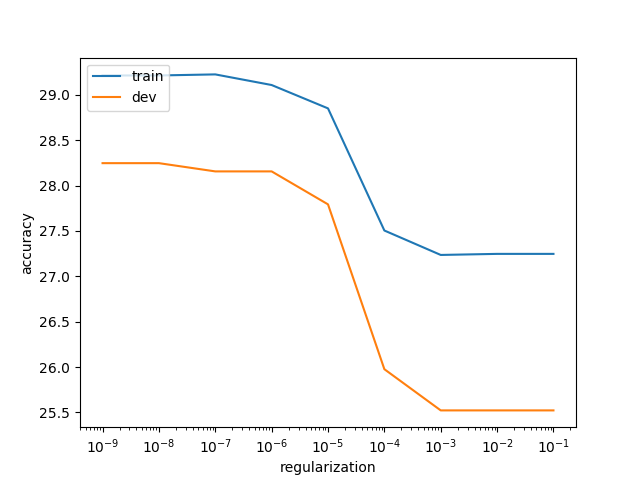 train
dev
29.0
28.5
28.0
27.5
27.0
26.5
26.0
25.5
accuracy
10⁻⁹ 10⁻⁸ 10⁻⁷ 10⁻⁶ 10⁻⁵ 10⁻⁴ 10⁻³ 10⁻² 10⁻¹
regularization